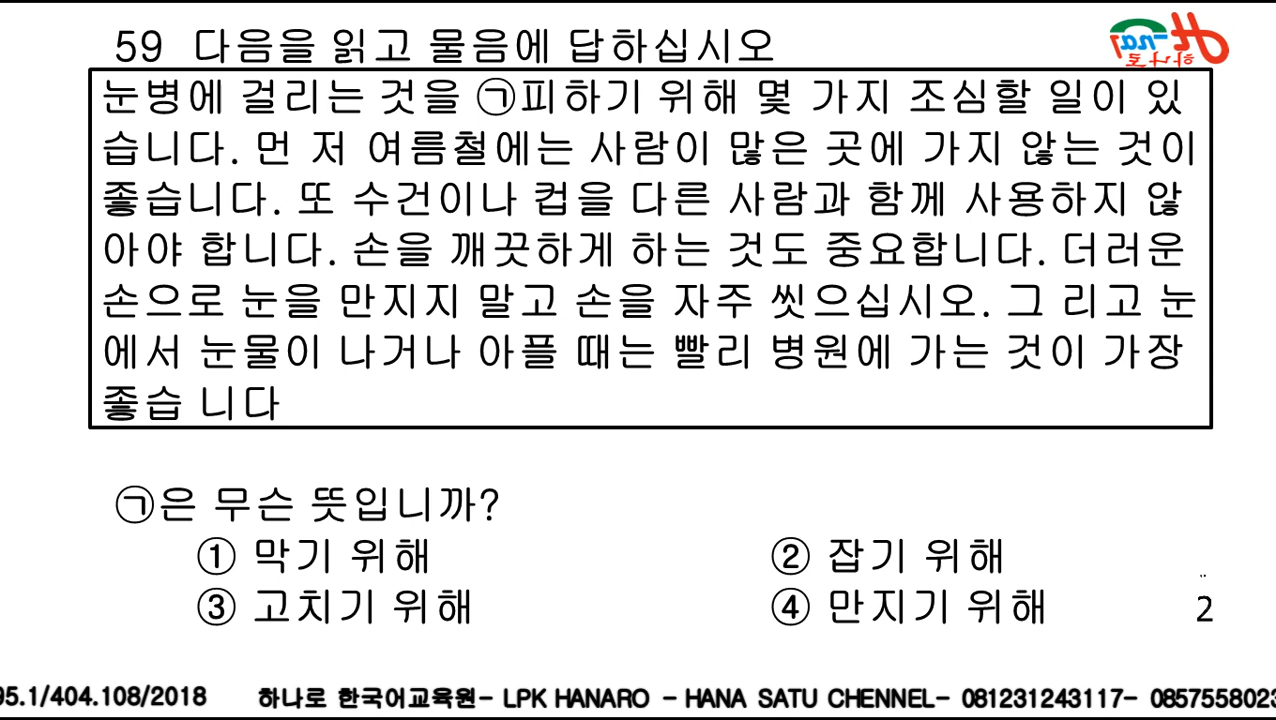 59 다음을 읽고 물음에 답하십시오
하나로
눈병에 걸리는 것을 ㉠피하기 위해 몇 가지 조심할 일이 있
습니다. 먼 저 여름철에는 사람이 많은 곳에 가지 않는 것이
좋습니다. 또 수건이나 컵을 다른 사람과 함께 사용하지 않
아야 합니다. 손을 깨끗하게 하는 것도 중요합니다. 더러운
손으로 눈을 만지지 말고 손을 자주 씻으십시오. 그 리고 눈
에서 눈물이 나거나 아플 때는 빨리 병원에 가는 것이 가장
좋습 니다
㉠은 무슨 뜻입니까?
① 막기 위해 ② 잡기 위해
③ 고치기 위해 ④ 만지기 위해
2
95.1/404.108/2018 하나로 한국어교육원- LPK HANARO - HANA SATU CHENNEL- 081231243117- 0857558023